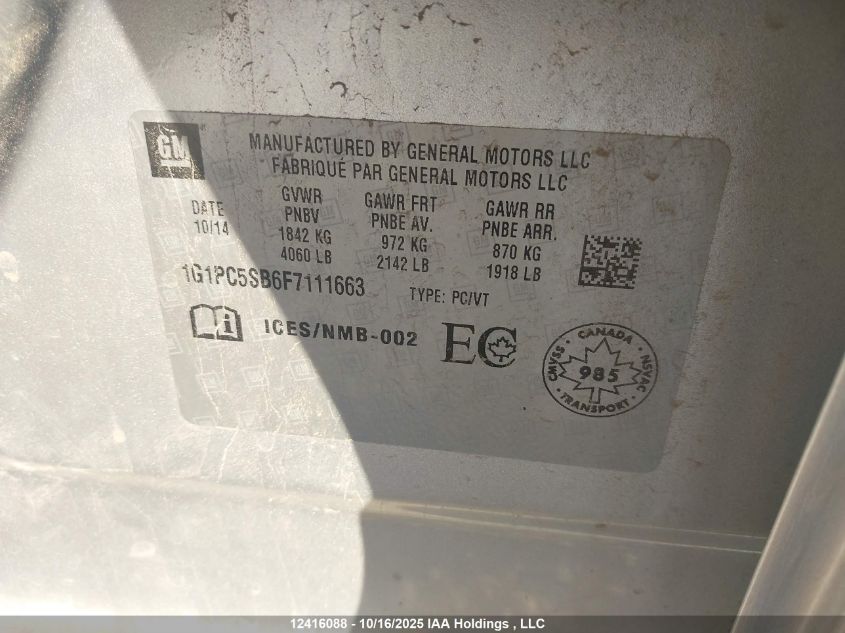 GM
MANUFACTURED BY GENERAL MOTORS LLC
FABRIQUÉ PAR GENERAL MOTORS LLC
DATE
10/14
GVWR
PNBV
1842 KG
4060 LB
GAWR FRT
PNBE AV.
972 KG
2142 LB
GAWR RR
PNBE ARR.
870 KG
1918 LB
1G1PC5SB6F7111663
TYPE: PC/VT
i ICES/NMB-002 EC
CANADA
CMVSS 985 NSVAC
TRANSPORT
12416088 - 10/16/2025 IAA Holdings , LLC